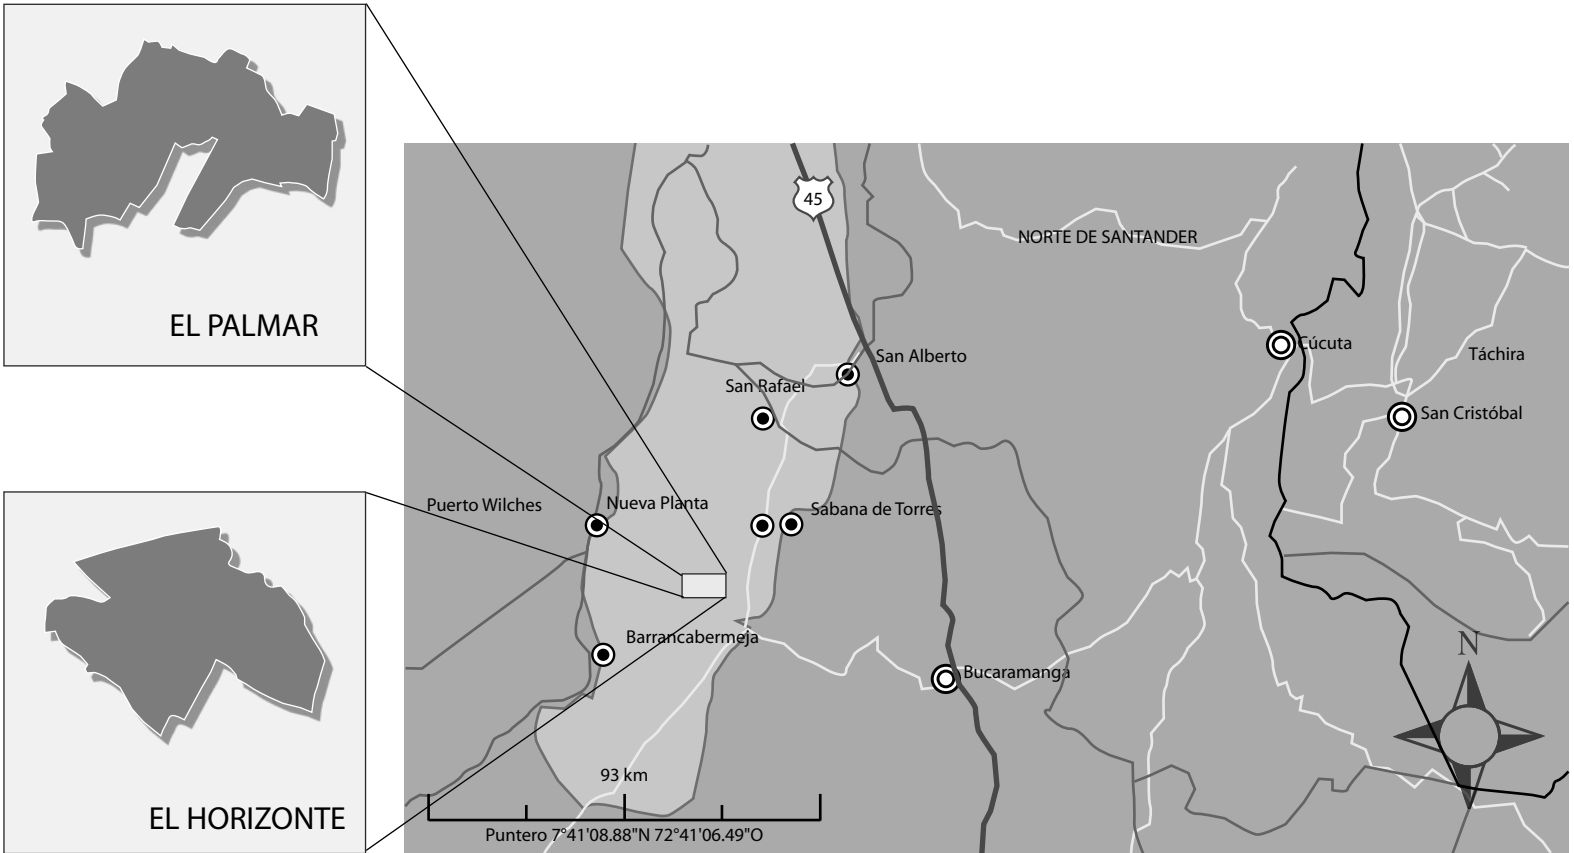 EL PALMAR
45
NORTE DE SANTANDER
Cúcuta
San Alberto
Táchira
San Rafael
San Cristóbal
Puerto Wilches
Nueva Planta
Sabana de Torres
Barrancabermeja
N
Bucaramanga
93 km
EL HORIZONTE
Puntero 7°41'08.88"N 72°41'06.49"O